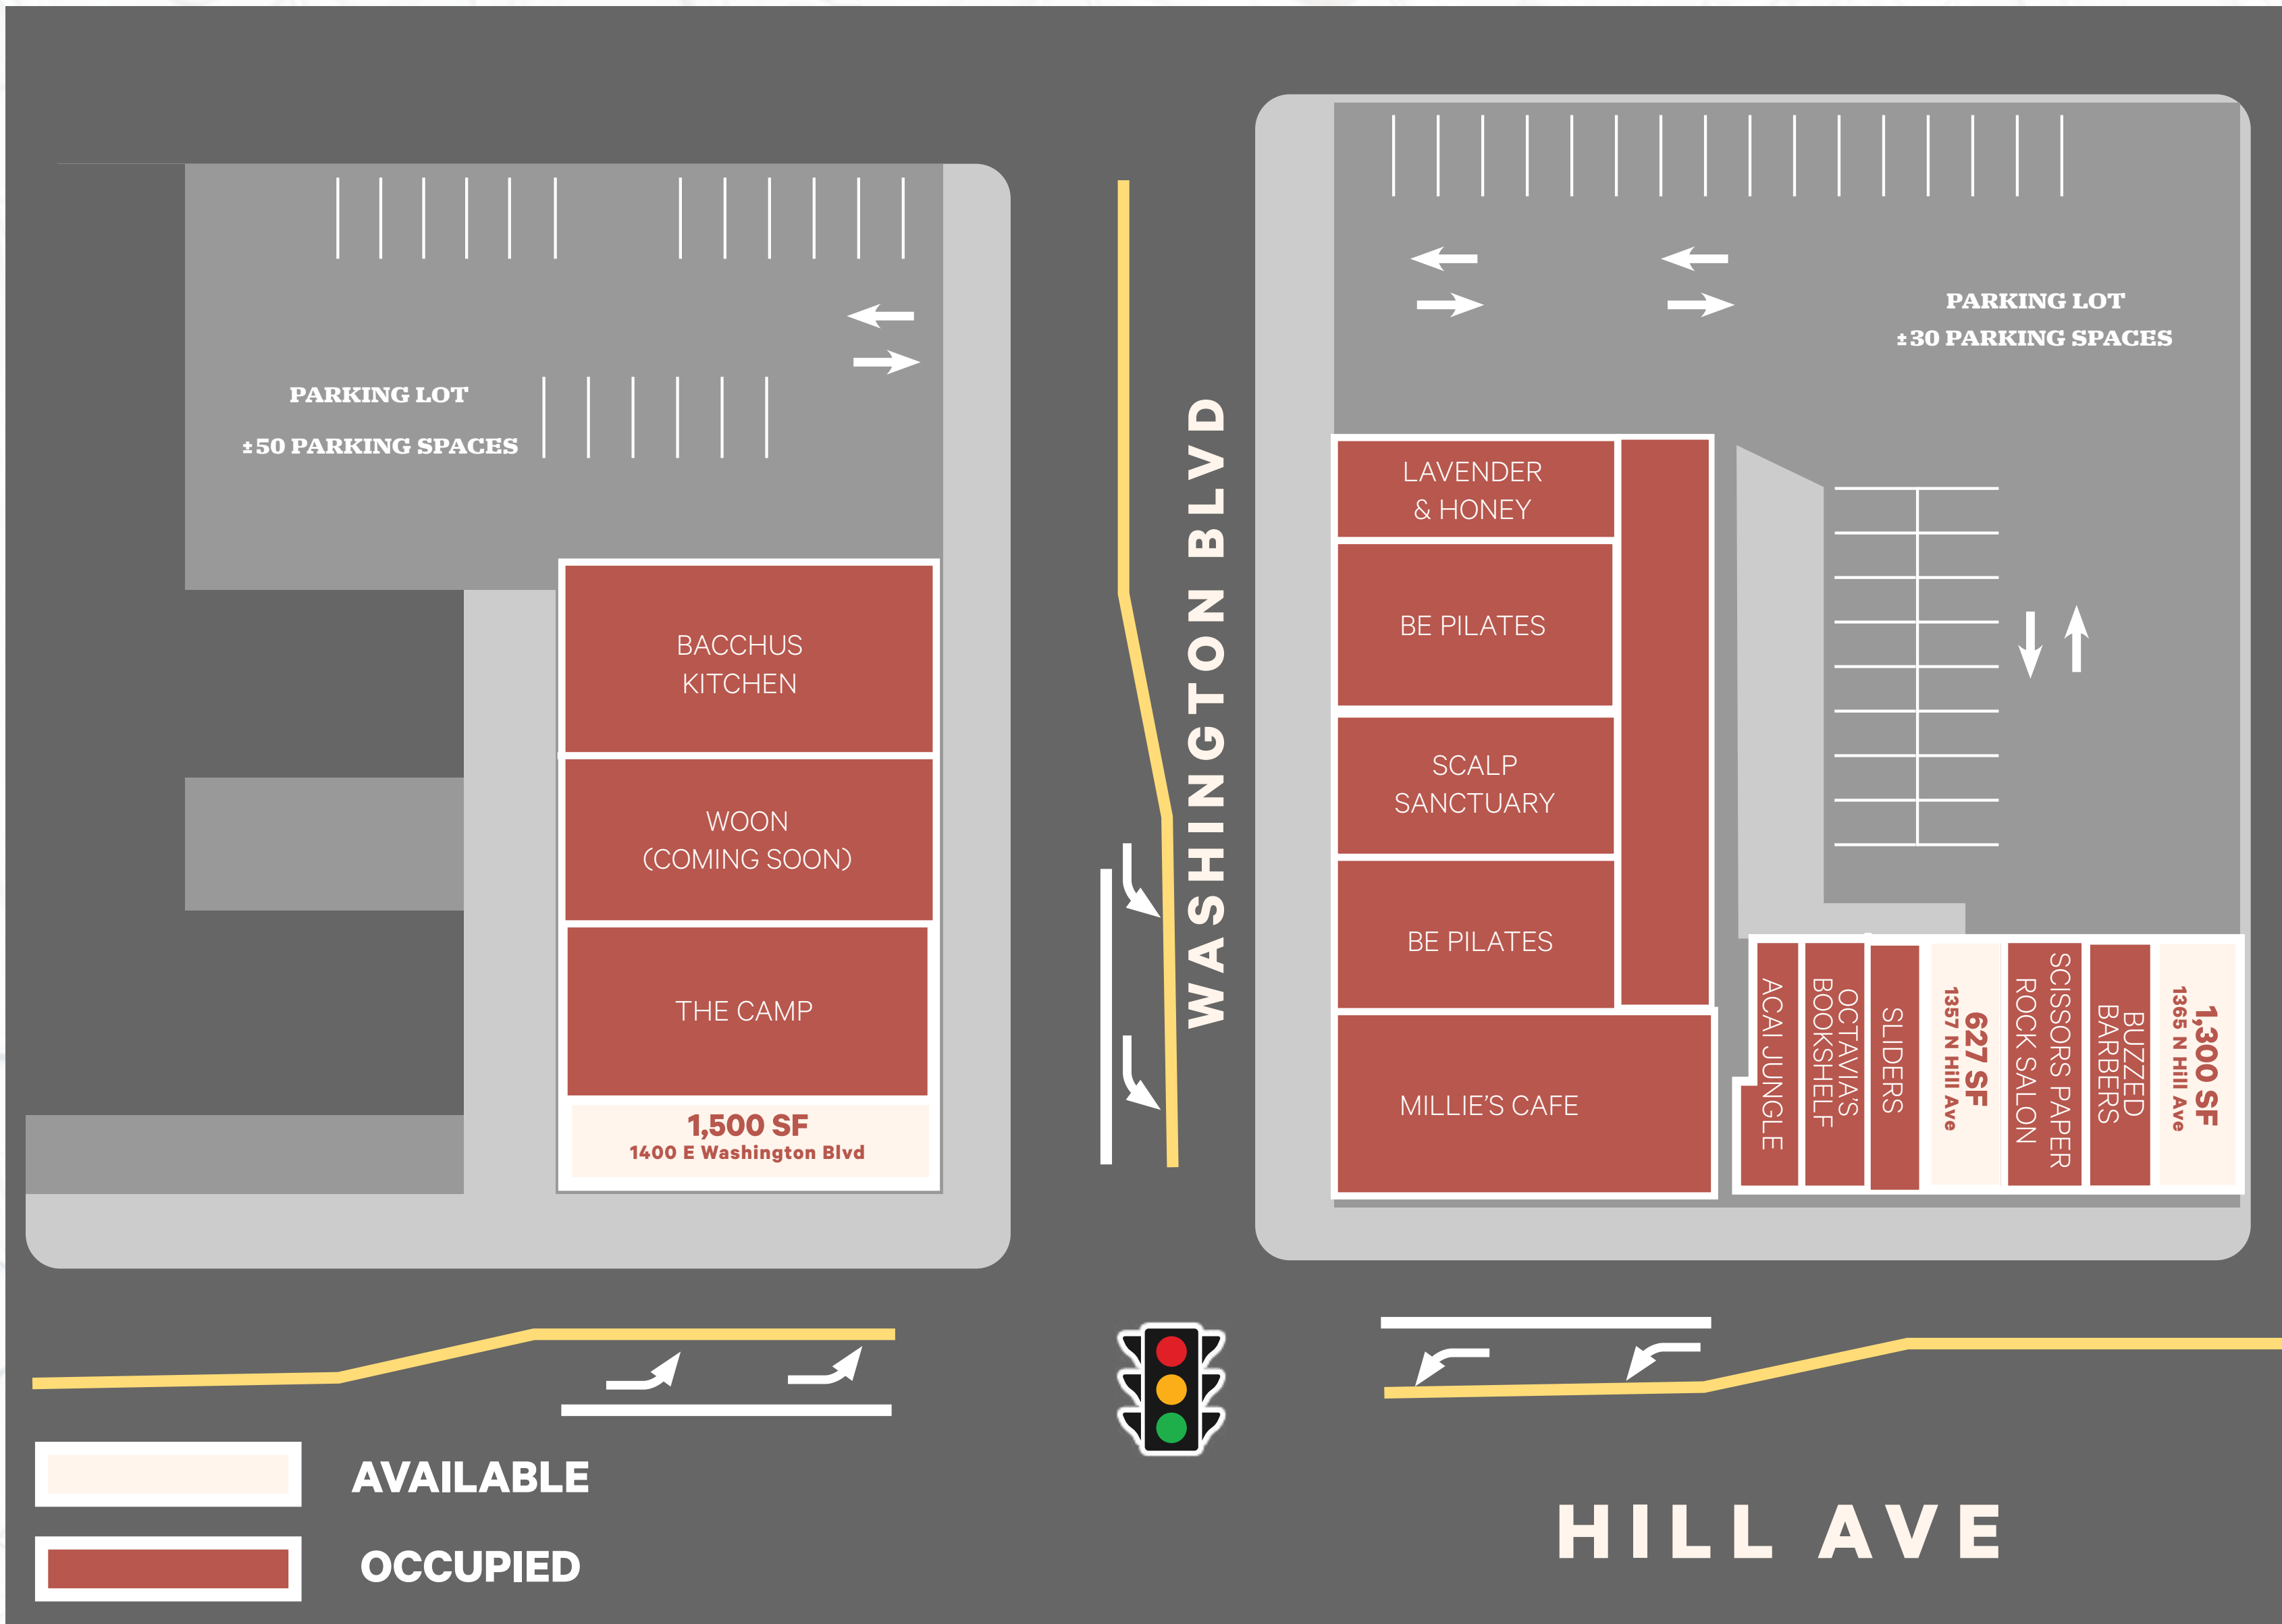 PARKING LOT
±50 PARKING SPACES
BACCHUS
KITCHEN
WOON
(COMING SOON)
THE CAMP
1,500 SF
1400 E Washington Blvd
WASHINGTON BLVD
PARKING LOT
±30 PARKING SPACES
LAVENDER
& HONEY
BE PILATES
SCALP
SANCTUARY
BE PILATES
MILLIE'S CAFE
ACAI JUNGLE
OCTAVIA'S
BOOKSHELF
SLIDERS
627 SF
1357 N Hill Ave
SCISSORS PAPER
ROCK SALON
BUZZED
BARBERS
1,300 SF
1365 N Hill Ave
AVAILABLE
OCCUPIED
HILL AVE